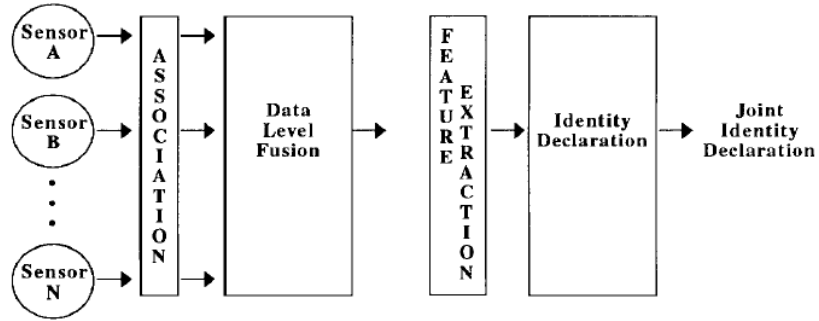 Sensor
A
Sensor
B
Sensor
N
ASSOCIATION
Data
Level
Fusion
FEATURE
EXTRACTION
Identity
Declaration
Joint
Identity
Declaration